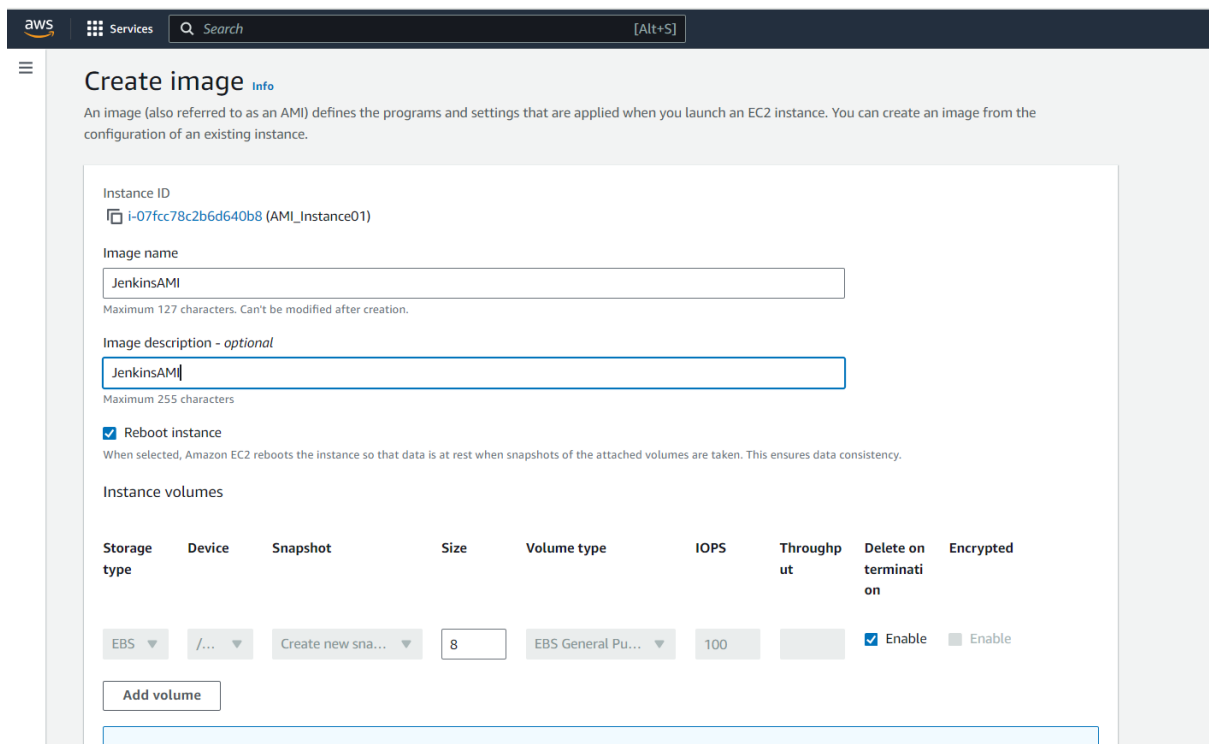 aws Services Search [Alt+S]
Create image Info
An image (also referred to as an AMI) defines the programs and settings that are applied when you launch an EC2 instance. You can create an image from the
configuration of an existing instance.
Instance ID
i-07fcc78c2b6d640b8 (AMI_Instance01)
Image name
JenkinsAMI
Maximum 127 characters. Can't be modified after creation.
Image description - optional
JenkinsAMI
Maximum 255 characters
Reboot instance
When selected, Amazon EC2 reboots the instance so that data is at rest when snapshots of the attached volumes are taken. This ensures data consistency.
Instance volumes
Storage Device Snapshot Size Volume type IOPS Throughp Delete on Encrypted
type ut terminati
on
EBS /... Create new sna... 8 EBS General Pu... 100 Enable Enable
Add volume